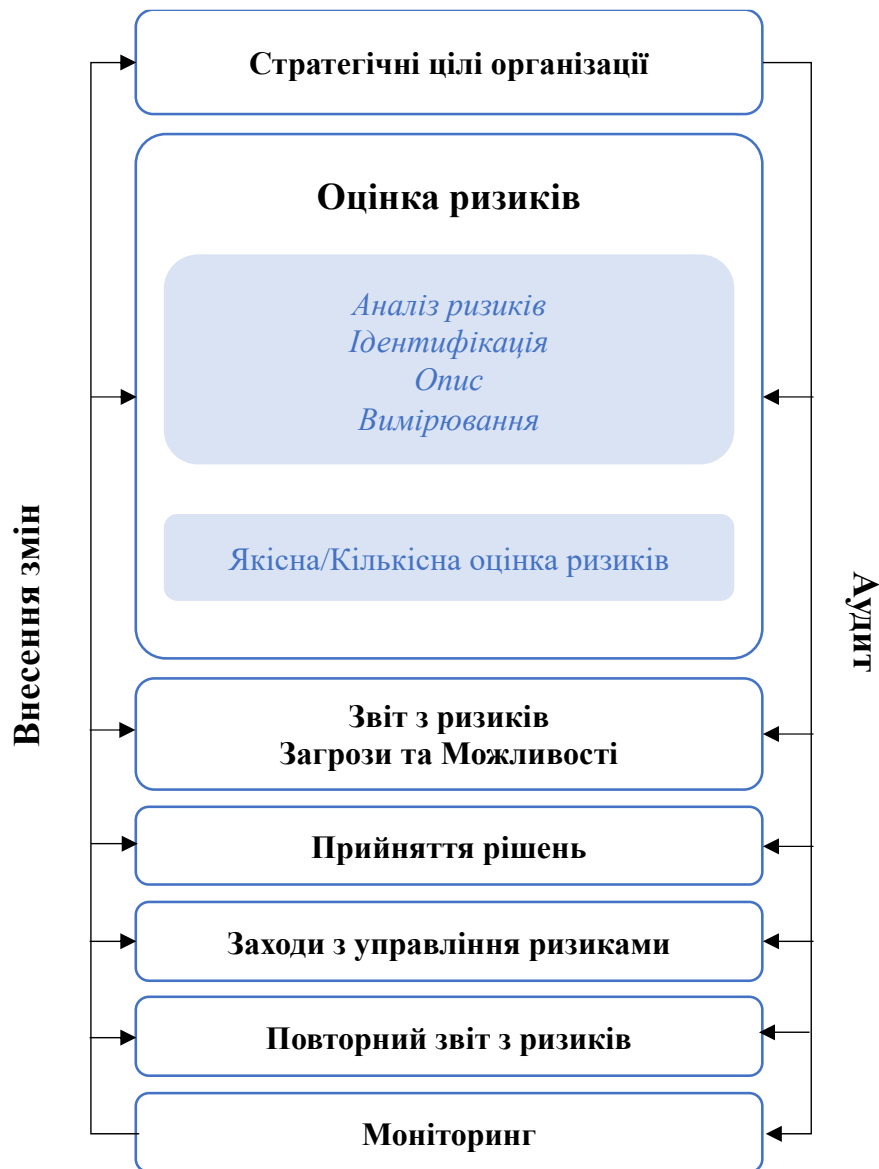 Стратегічні цілі організації
Оцінка ризиків
Аналіз ризиків
Ідентифікація
Опис
Вимірювання
Якісна/Кількісна оцінка ризиків
Звіт з ризиків
Загрози та Можливості
Прийняття рішень
Заходи з управління ризиками
Повторний звіт з ризиків
Моніторинг
Внесення змін
Аудит